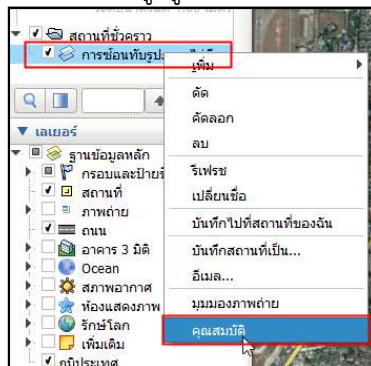 สถานที่ชั่วคราว
การซ้อนทับรูป
เพิ่ม
ตัด
คัดลอก
ลบ
รีเฟรช
เปลี่ยนชื่อ
บันทึกไปที่สถานที่ของฉัน
บันทึกสถานที่เป็น...
อีเมล...
มุมมองภาพถ่าย
คุณสมบัติ
เลเยอร์
ฐานข้อมูลหลัก
กรอบและป้ายชื่
สถานที่
ภาพถ่าย
ถนน
อาคาร 3 มิติ
Ocean
สภาพอากาศ
ห้องแสดงภาพ
รักษ์โลก
เพิ่มเติม
ภูมิประเทศ